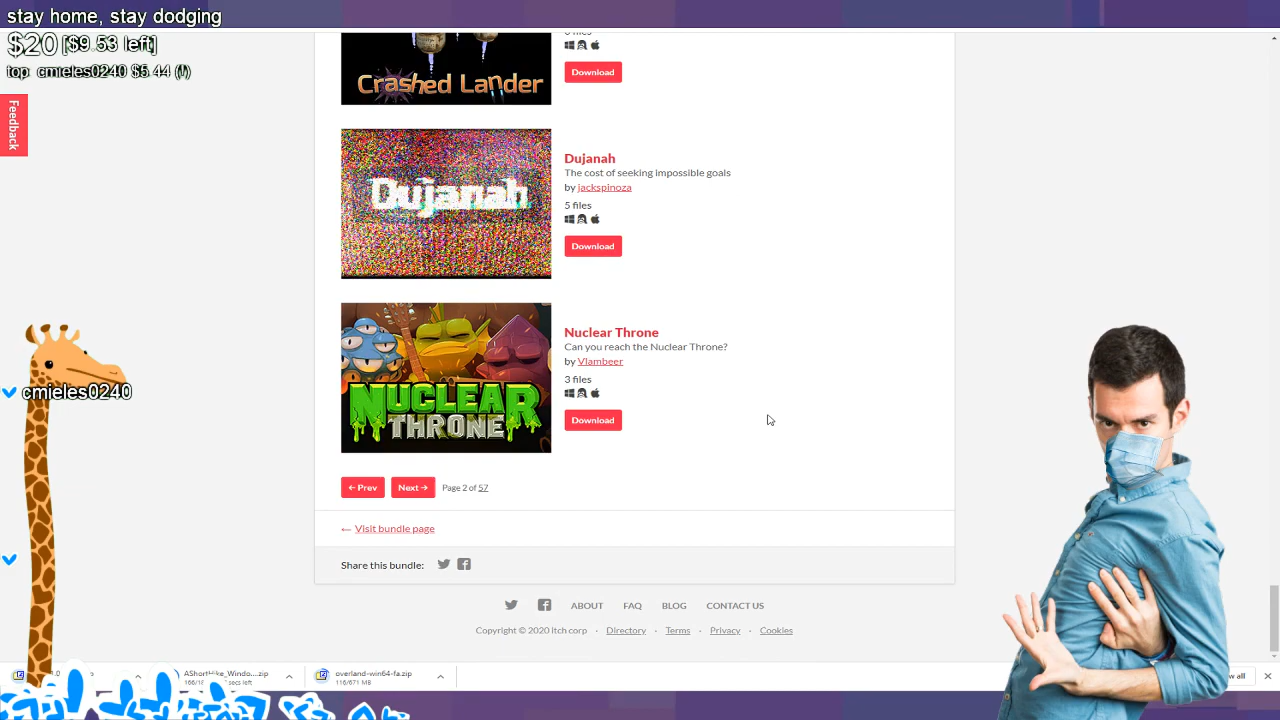 stay home, stay dodging
$20 [$9.53 left]
top cmieles0240 $5.44 (!)
Feedback
Crashed Lander
Download
Dujanah
Dujanah
The cost of seeking impossible goals
by jackspinoza
5 files
Download
NUCLEAR THRONE
Nuclear Throne
Can you reach the Nuclear Throne?
by Vlambeer
3 files
Download
cmieles0240
← Prev
Next →
Page 2 of 57
← Visit bundle page
Share this bundle:
ABOUT
FAQ
BLOG
CONTACT US
Copyright © 2020 itch corp · Directory · Terms · Privacy · Cookies
AShortHike_Windo....zip
overland-win64-fa.zip
116/671 MB